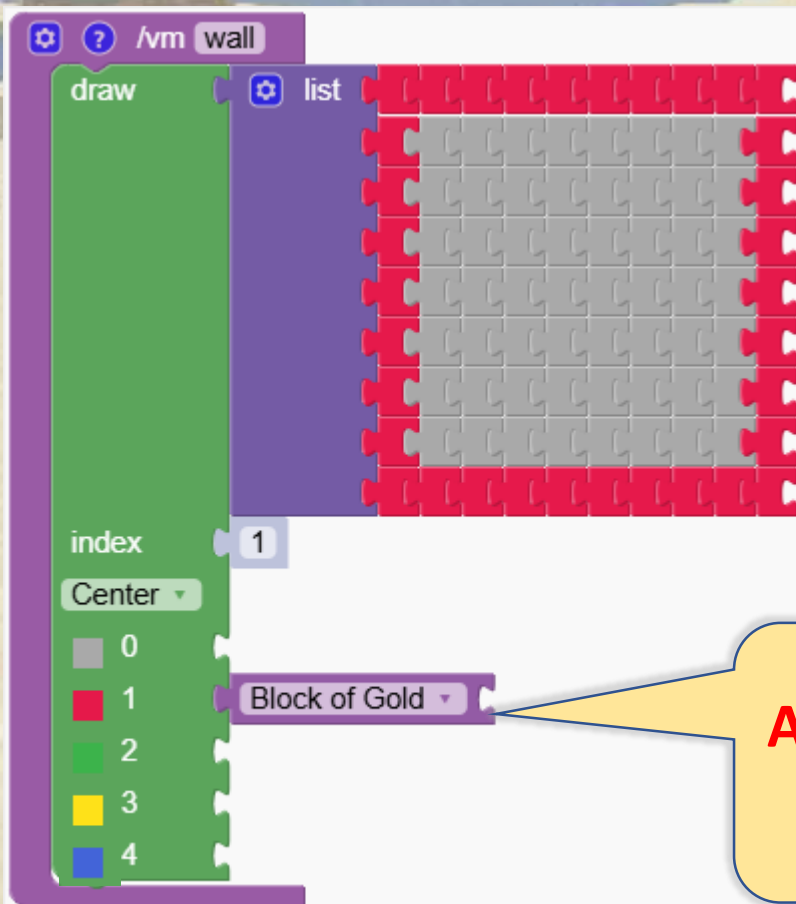 ? /vm wall
draw list
index 1
Center
0
1 Block of Gold
A
2
3
4